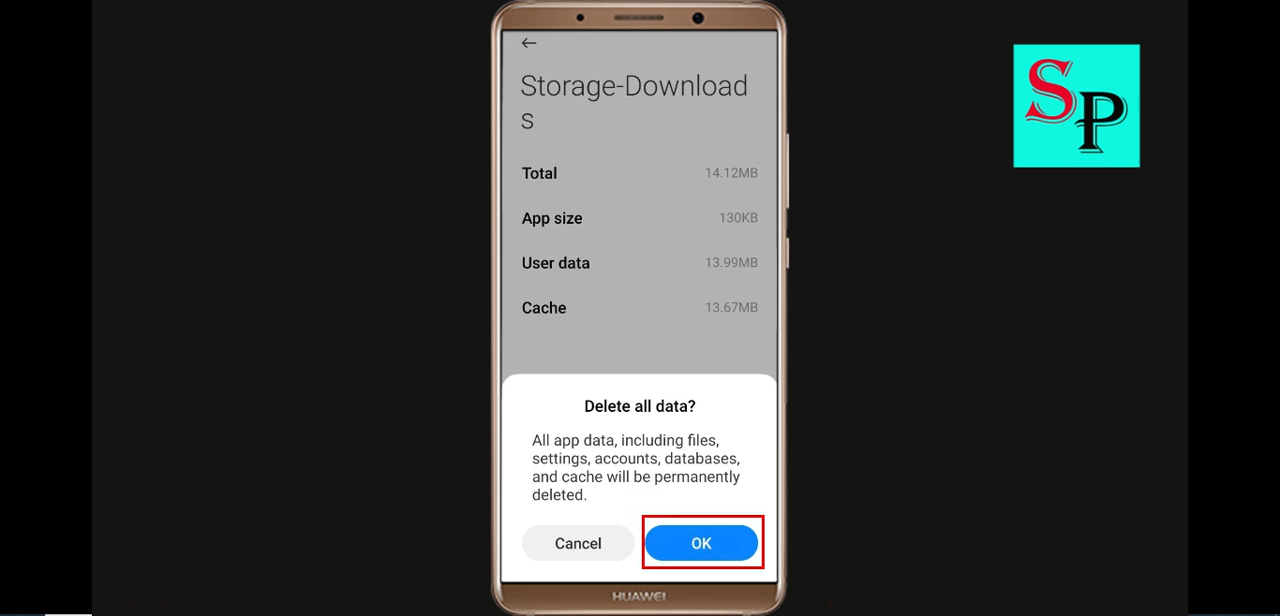 Storage-Download
s
Total 14.12MB
App size 130KB
User data 13.99MB
Cache 13.67MB
Delete all data?
All app data, including files,
settings, accounts, databases,
and cache will be permanently
deleted.
Cancel OK
HUAWEI
SP